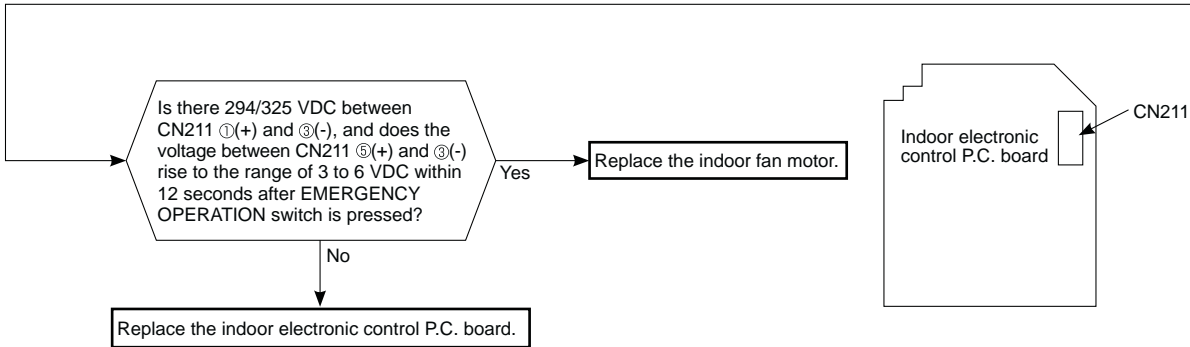 Is there 294/325 VDC between
CN211 ①(+) and ③(-), and does the
voltage between CN211 ⑤(+) and ③(-)
rise to the range of 3 to 6 VDC within
12 seconds after EMERGENCY
OPERATION switch is pressed?
Yes
Replace the indoor fan motor.
No
Replace the indoor electronic control P.C. board.
CN211
Indoor electronic
control P.C. board